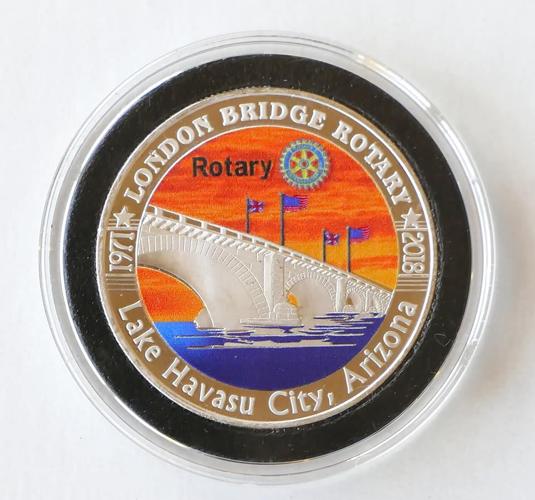 LONDON BRIDGE ROTARY
Rotary
1971
2018
Lake Havasu City, Arizona